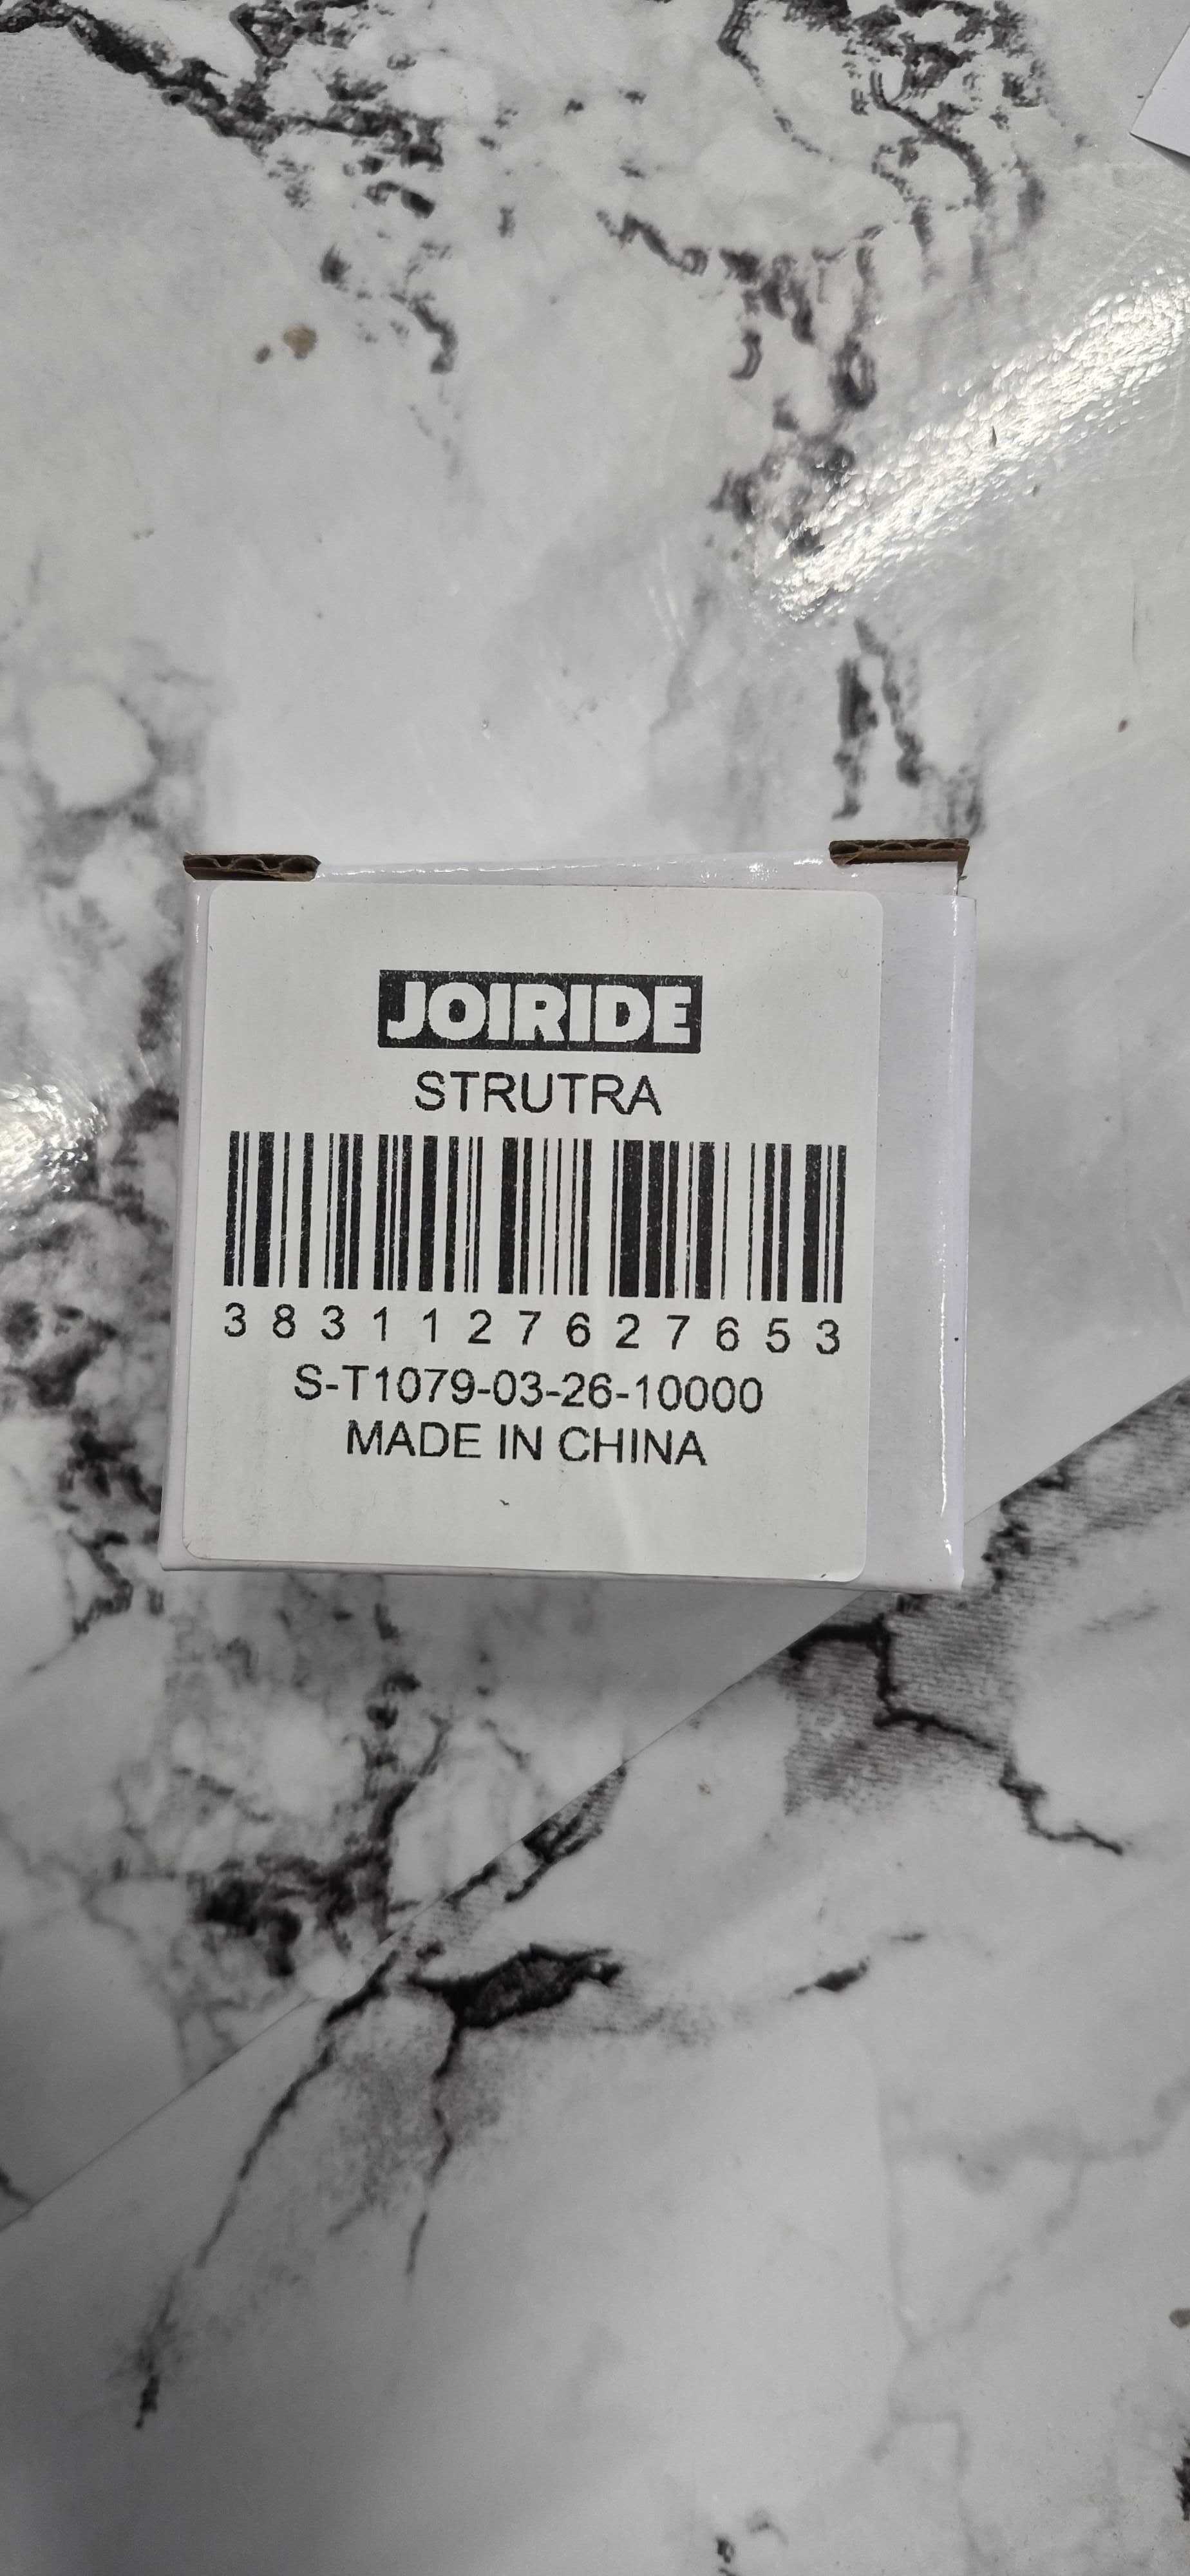 JOIRIDE
STRUTRA
3831127627653
S-T1079-03-26-10000
MADE IN CHINA